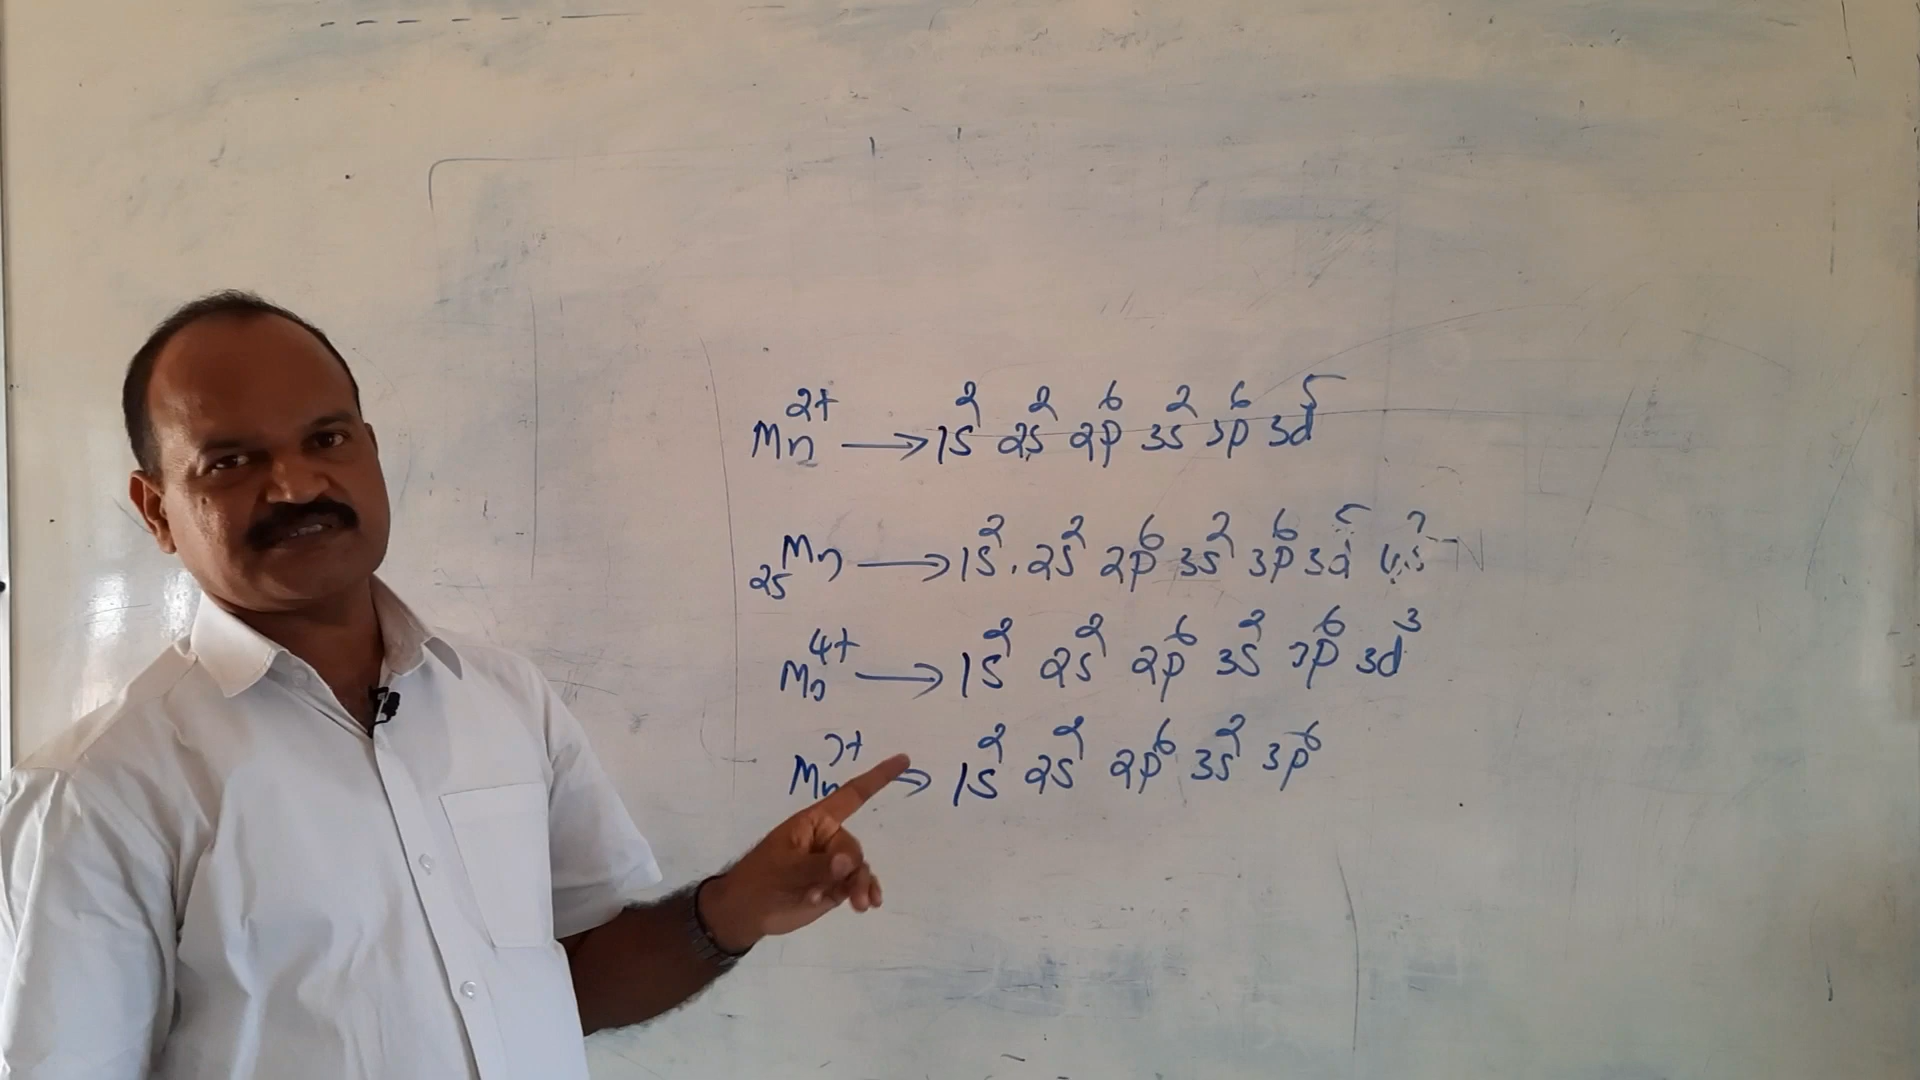 Mn²⁺ → 1s² 2s² 2p⁶ 3s² 3p⁶ 3d⁵
₂₅Mn → 1s² 2s² 2p⁶ 3s² 3p⁶ 3d⁵ 4s²
Mn⁴⁺ → 1s² 2s² 2p⁶ 3s² 3p⁶ 3d³
Mn⁷⁺ → 1s² 2s² 2p⁶ 3s² 3p⁶